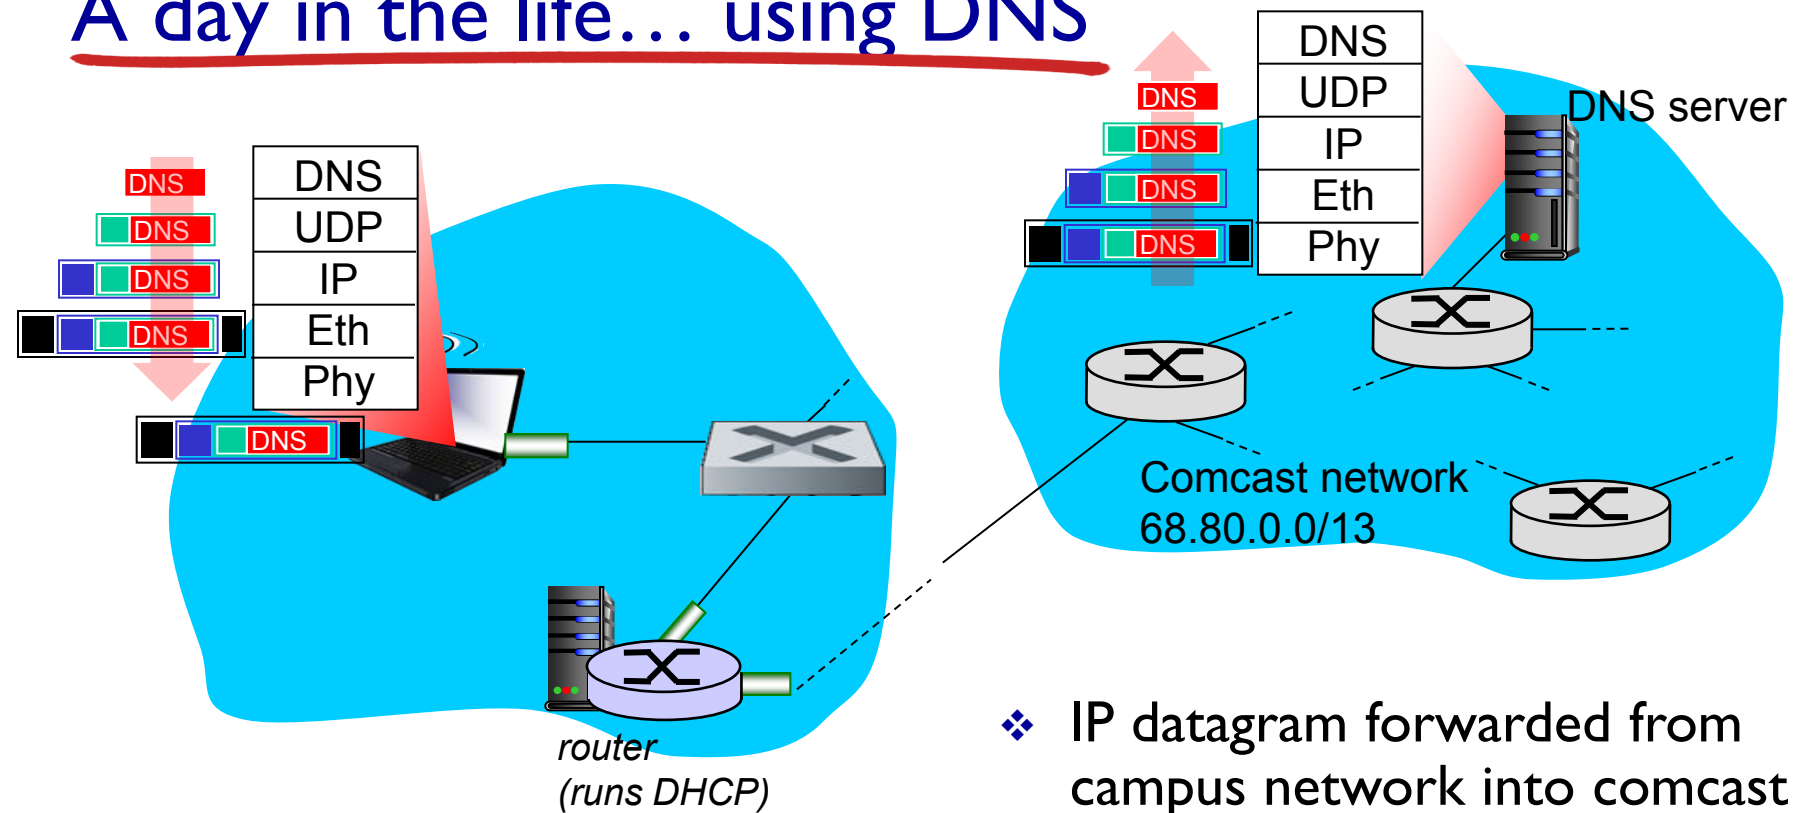 A day in the life… using DNS
DNS
DNS
DNS
DNS
DNS
DNS
UDP
IP
Eth
Phy
DNS
DNS
DNS
DNS
DNS
UDP
IP
Eth
Phy
DNS server
Comcast network
68.80.0.0/13
router
(runs DHCP)
❖ IP datagram forwarded from
campus network into comcast